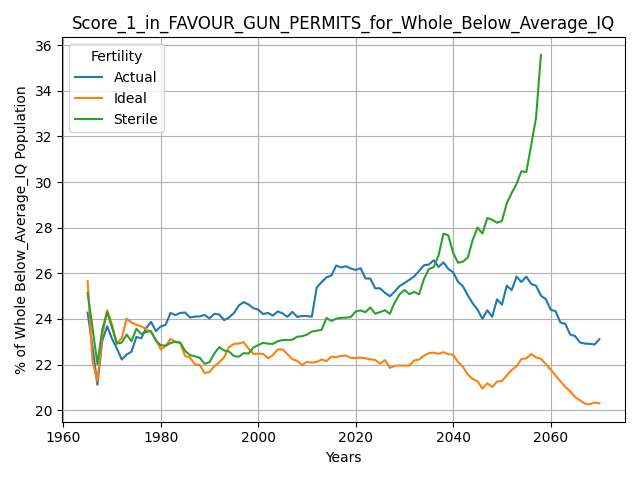 Score_1_in_FAVOUR_GUN_PERMITS_for_Whole_Below_Average_IQ
Fertility
Actual
Ideal
Sterile
% of Whole Below_Average_IQ Population
36
34
32
30
28
26
24
22
20
1960
1980
2000
2020
2040
2060
Years